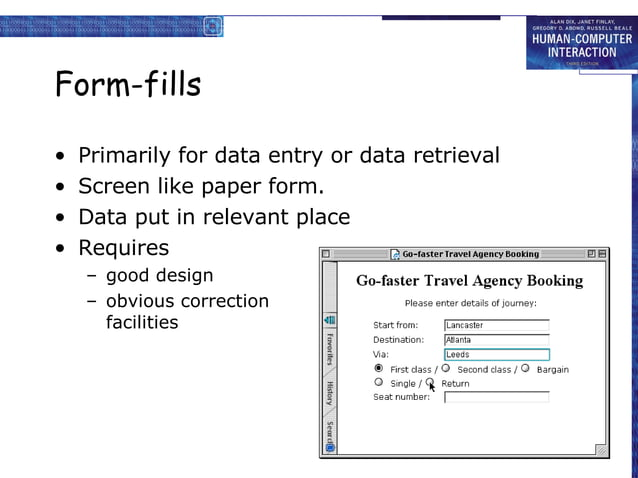 ALAN DIX, JANET FINLAY,
GREGORY D. ABOWD, RUSSELL BEALE
HUMAN-COMPUTER
INTERACTION
THIRD EDITION
Form-fills
• Primarily for data entry or data retrieval
• Screen like paper form.
• Data put in relevant place
• Requires
– good design
– obvious correction
facilities
Go-faster Travel Agency Booking
Go-faster Travel Agency Booking
Please enter details of journey:
Start from: Lancaster
Destination: Atlanta
Via: Leeds
First class / Second class / Bargain
Single / Return
Seat number:
Favorites
History
Search